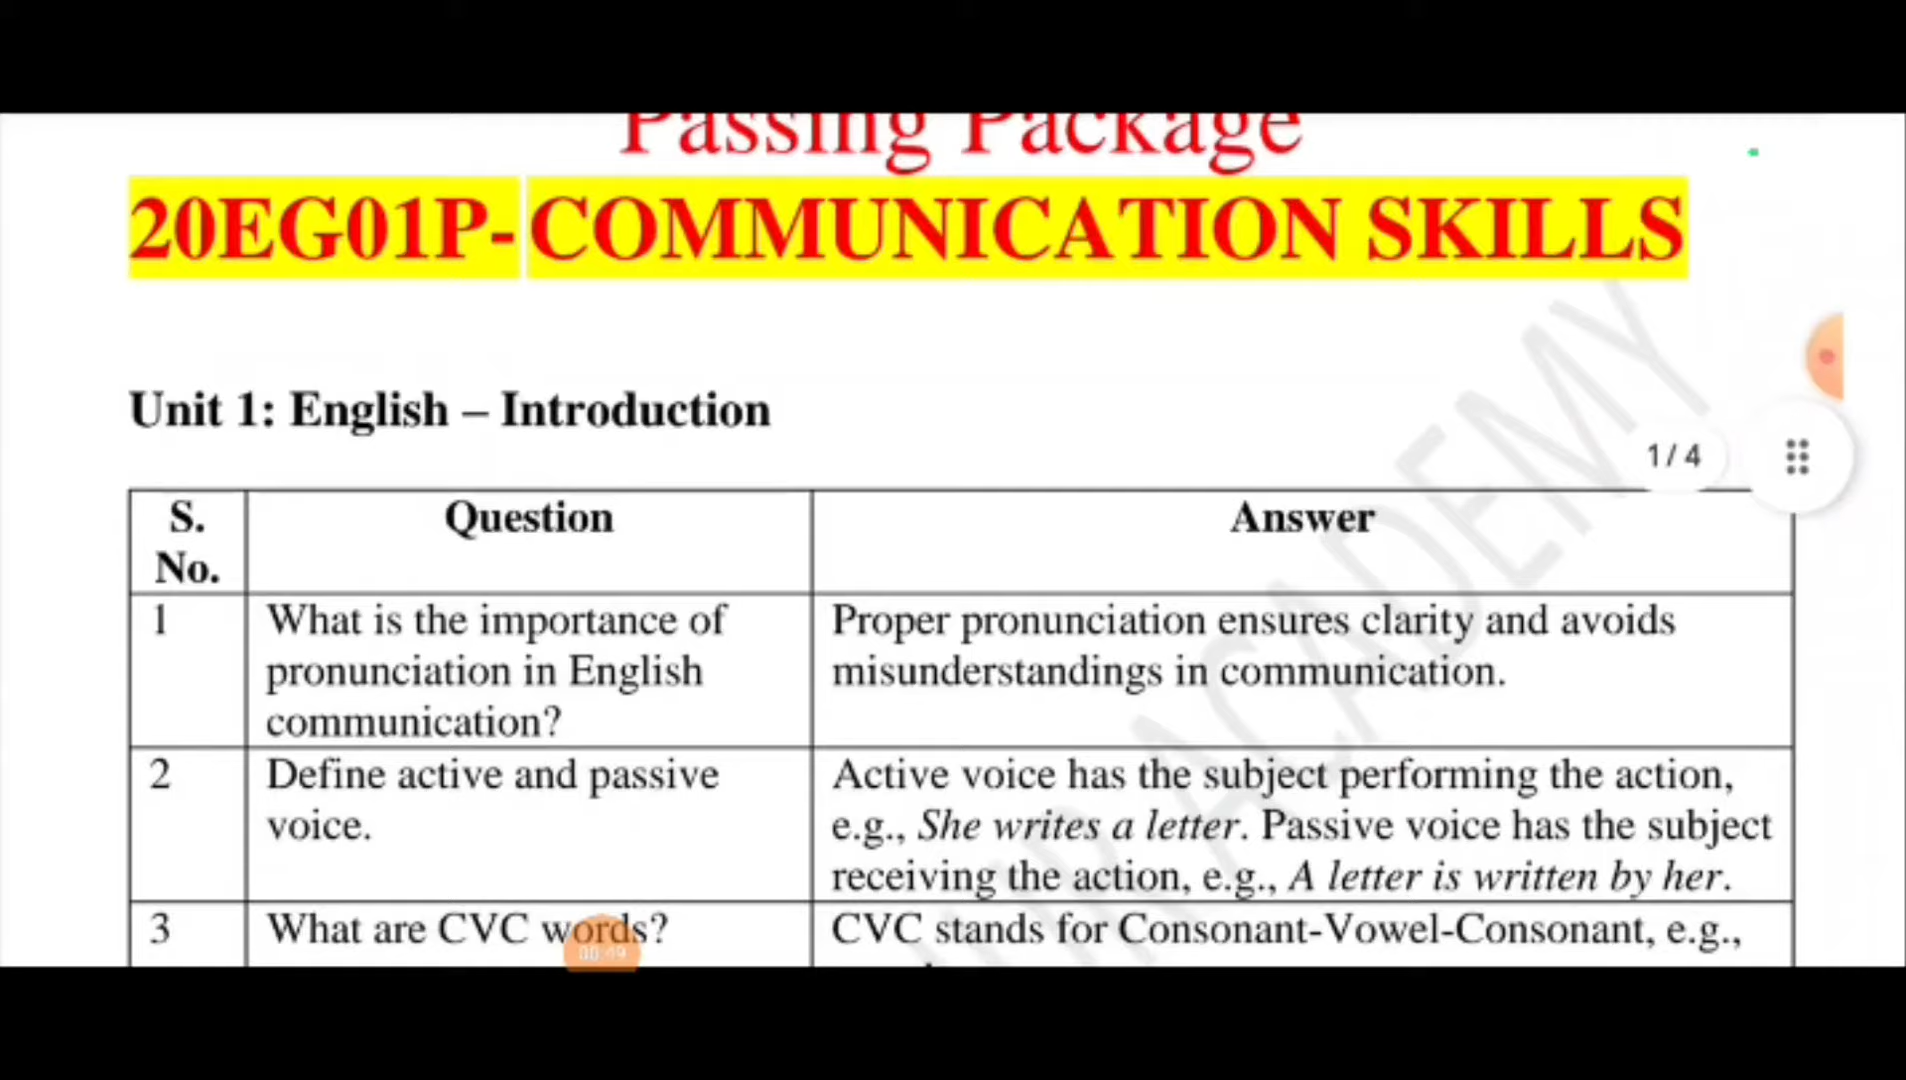 Passing Package
20EG01P- COMMUNICATION SKILLS
Unit 1: English – Introduction
1 / 4
S. No.
Question
Answer
1
What is the importance of
pronunciation in English
communication?
Proper pronunciation ensures clarity and avoids
misunderstandings in communication.
2
Define active and passive
voice.
Active voice has the subject performing the action,
e.g., She writes a letter. Passive voice has the subject
receiving the action, e.g., A letter is written by her.
3
What are CVC words?
CVC stands for Consonant-Vowel-Consonant, e.g.,
00:49
ACADEMY